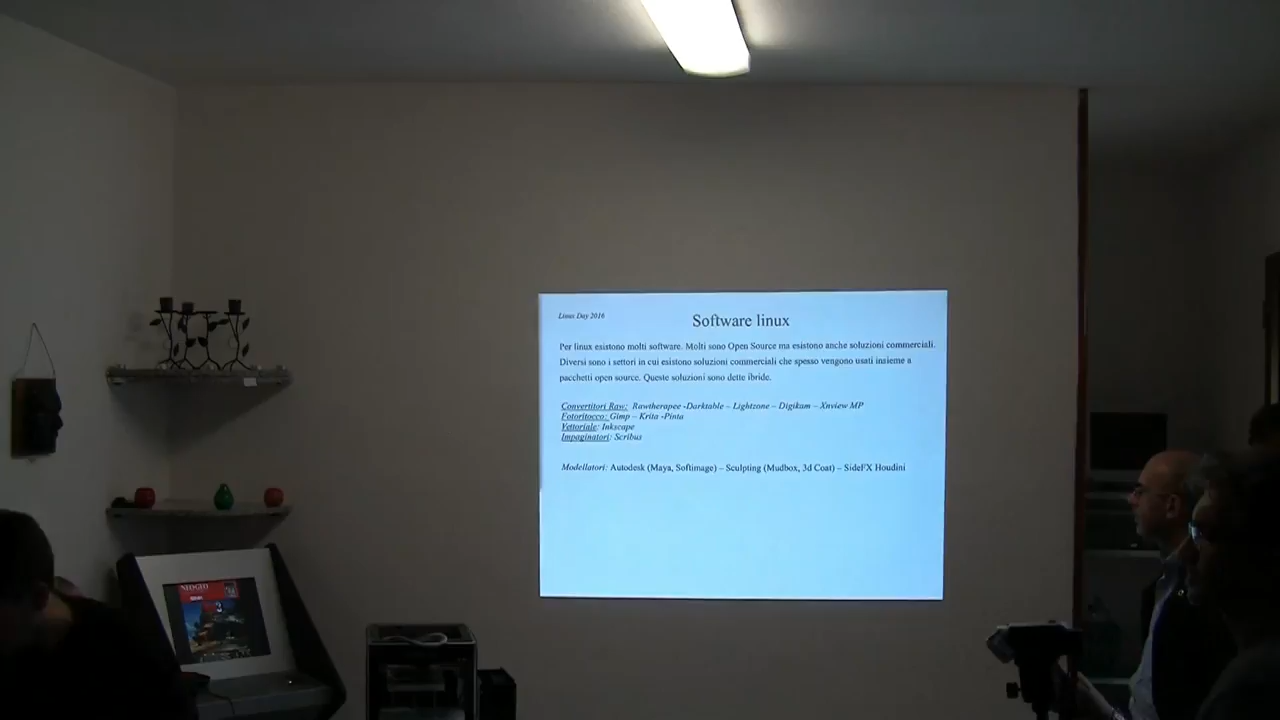 Linux Day 2016
Software linux
Per linux esistono molti software. Molti sono Open Source ma esistono anche soluzioni commerciali.
Diversi sono i settori in cui esistono soluzioni commerciali che spesso vengono usati insieme a
pacchetti open source. Queste soluzioni sono dette ibride.
Convertitori Raw: Rawtherapee -Darktable – Lightzone – Digikam – Xnview MP
Fotoritocco: Gimp – Krita -Pinta
Vettoriale: Inkscape
Impaginatori: Scribus
Modellatori: Autodesk (Maya, Softimage) – Sculpting (Mudbox, 3d Coat) – SideFX Houdini
NEOGEO
3